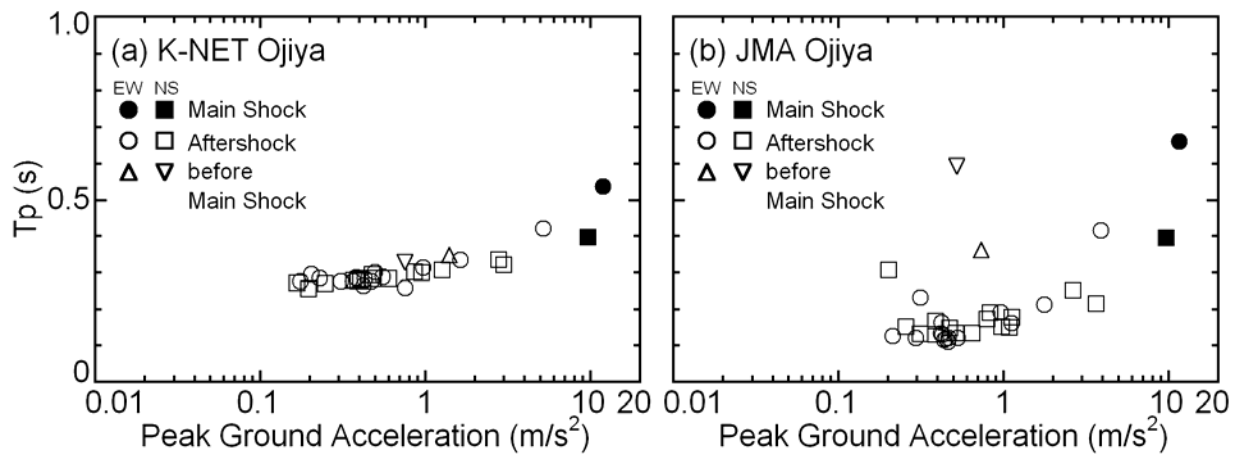 1.0
0.5
0
Tp (s)
(a) K-NET Ojiya
EW NS
Main Shock
Aftershock
before
Main Shock
0.01 0.1 1 10 20
Peak Ground Acceleration (m/s²)
(b) JMA Ojiya
EW NS
Main Shock
Aftershock
before
Main Shock
0.01 0.1 1 10 20
Peak Ground Acceleration (m/s²)